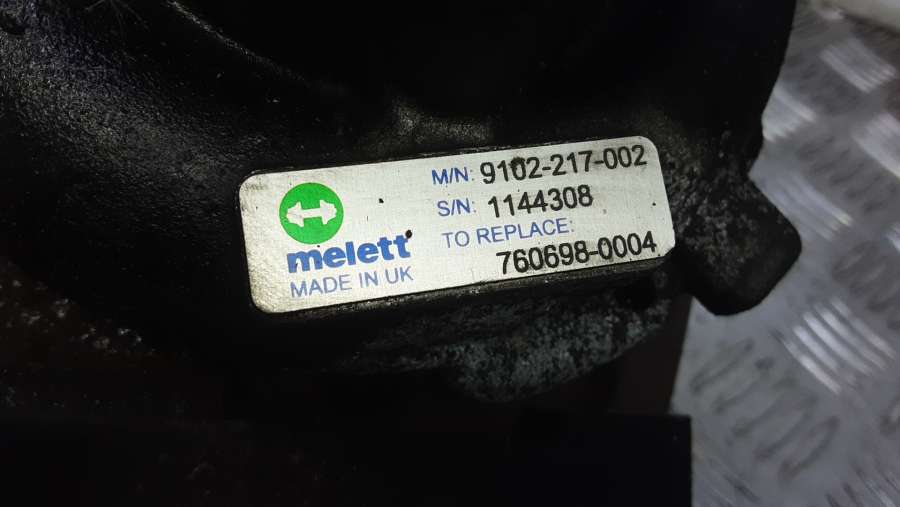 melett
MADE IN UK
M/N: 9102-217-002
S/N: 1144308
TO REPLACE:
760698-0004